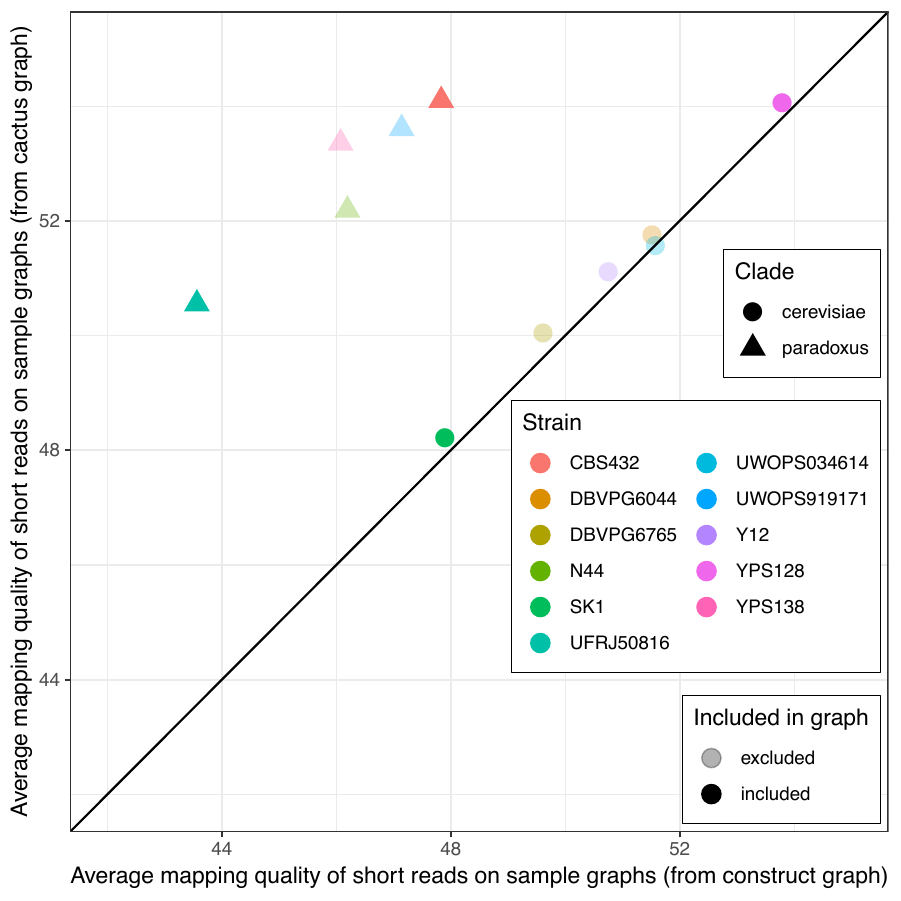 Average mapping quality of short reads on sample graphs (from cactus graph)
52
48
44
Clade
cerevisiae
paradoxus
Strain
CBS432
DBVPG6044
DBVPG6765
N44
SK1
UFRJ50816
UWOPS034614
UWOPS919171
Y12
YPS128
YPS138
Included in graph
excluded
included
44
48
52
Average mapping quality of short reads on sample graphs (from construct graph)